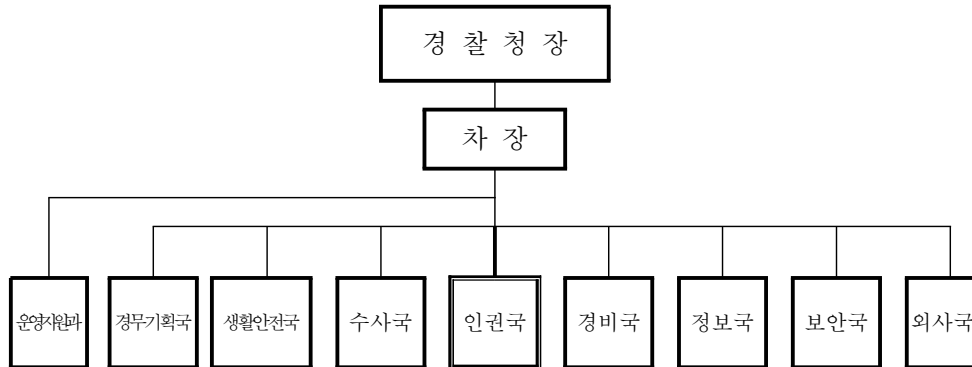 경 찰 청 장
차 장
운영지원과
경무기획국
생활안전국
수사국
인권국
경비국
정보국
보안국
외사국